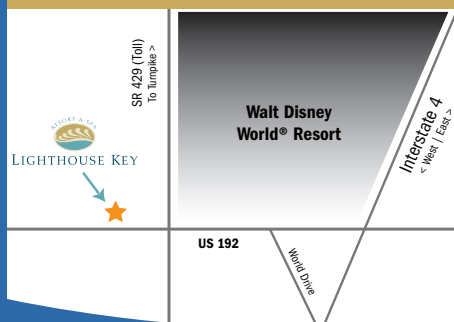 SR 429 (Toll)
To Turnpike >
Walt Disney
World® Resort
Interstate 4
< West | East >
RESORT & SPA
LIGHTHOUSE KEY
US 192
World Drive